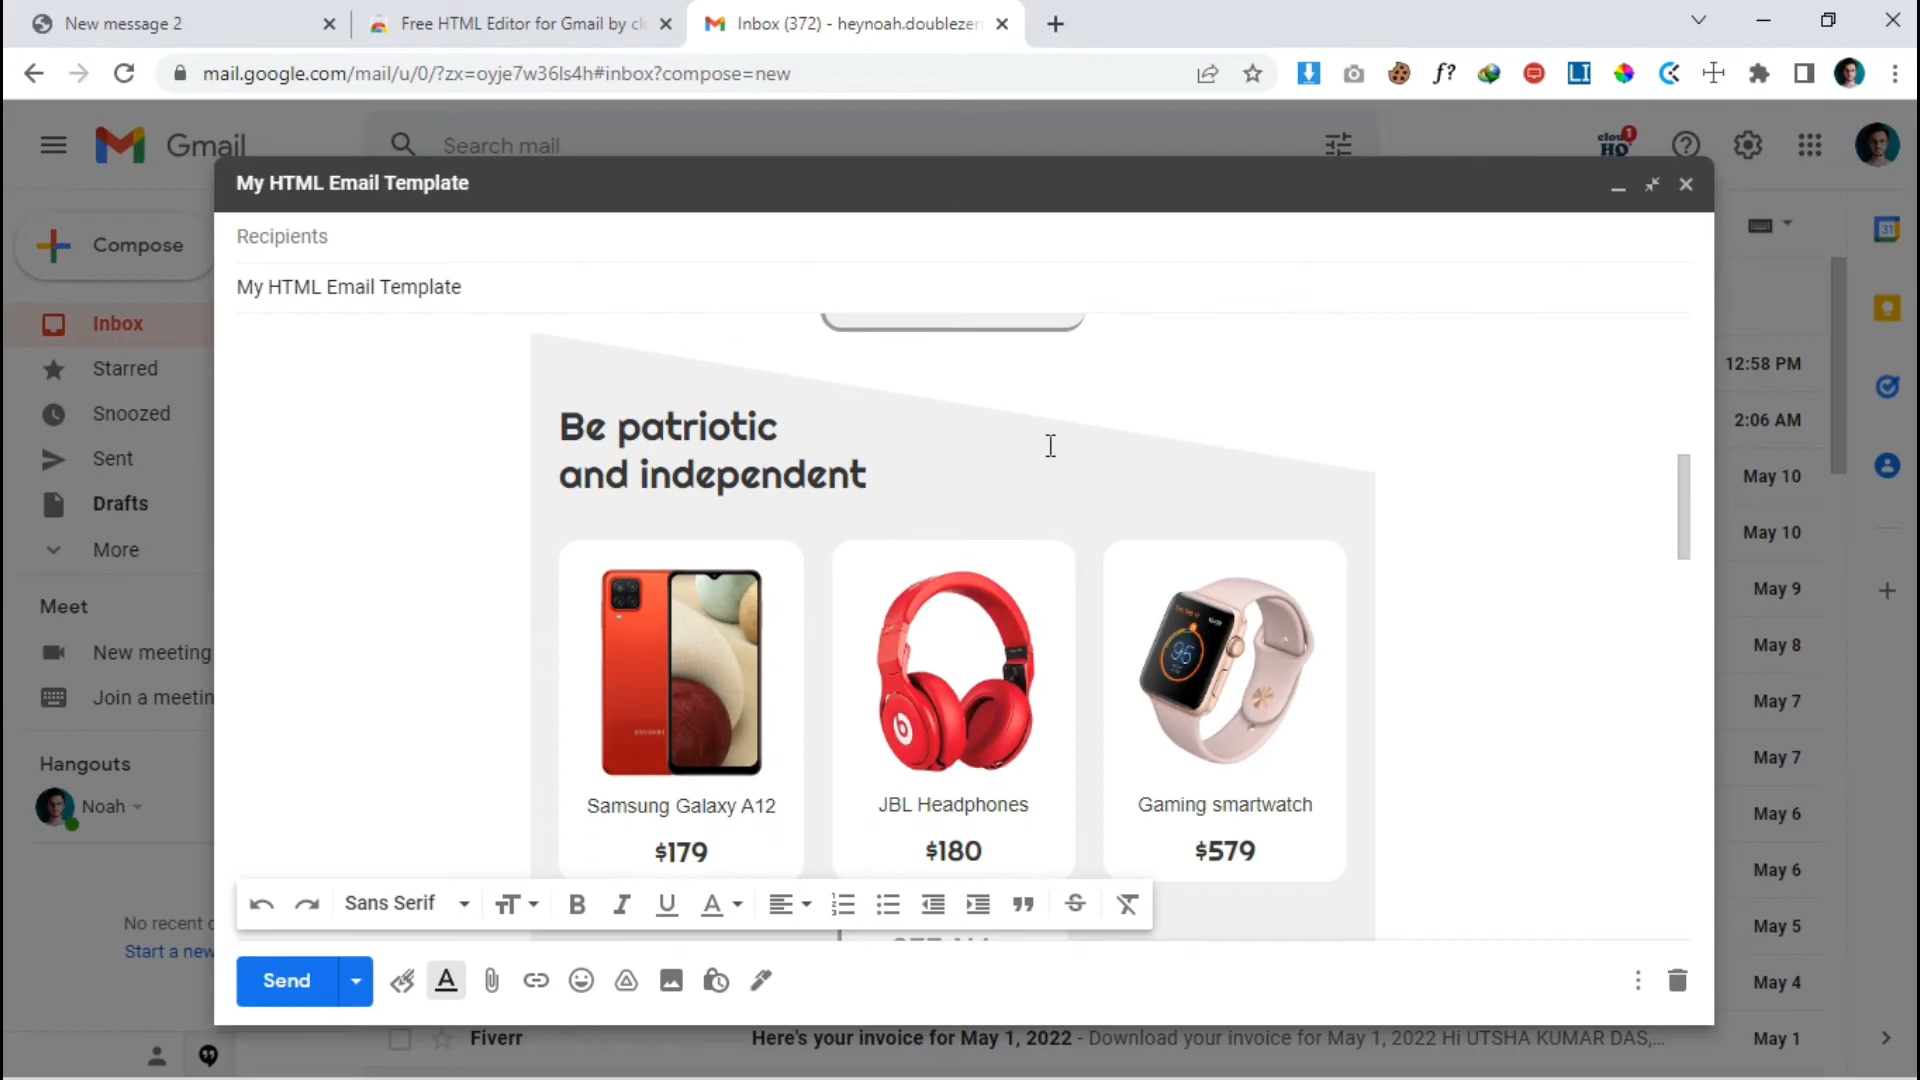 New message 2
Free HTML Editor for Gmail by cl
Inbox (372) - heynoah.doublezer
mail.google.com/mail/u/0/?zx=oyje7w36ls4h#inbox?compose=new
f?
LI
Gmail
Search mail
1
My HTML Email Template
Compose
Recipients
31
My HTML Email Template
Inbox
Starred
12:58 PM
Snoozed
2:06 AM
Be patriotic
and independent
Sent
May 10
Drafts
May 10
More
May 9
Meet
New meeting
May 8
Join a meetin
May 7
SAMSUNG
95
b
Hangouts
May 7
Noah
Samsung Galaxy A12
JBL Headphones
Gaming smartwatch
May 6
$179
$180
$579
May 6
Sans Serif
No recent c
Start a new
May 5
Send
May 4
Fiverr
Here's your invoice for May 1, 2022 - Download your invoice for May 1, 2022 Hi UTSHA KUMAR DAS,...
May 1